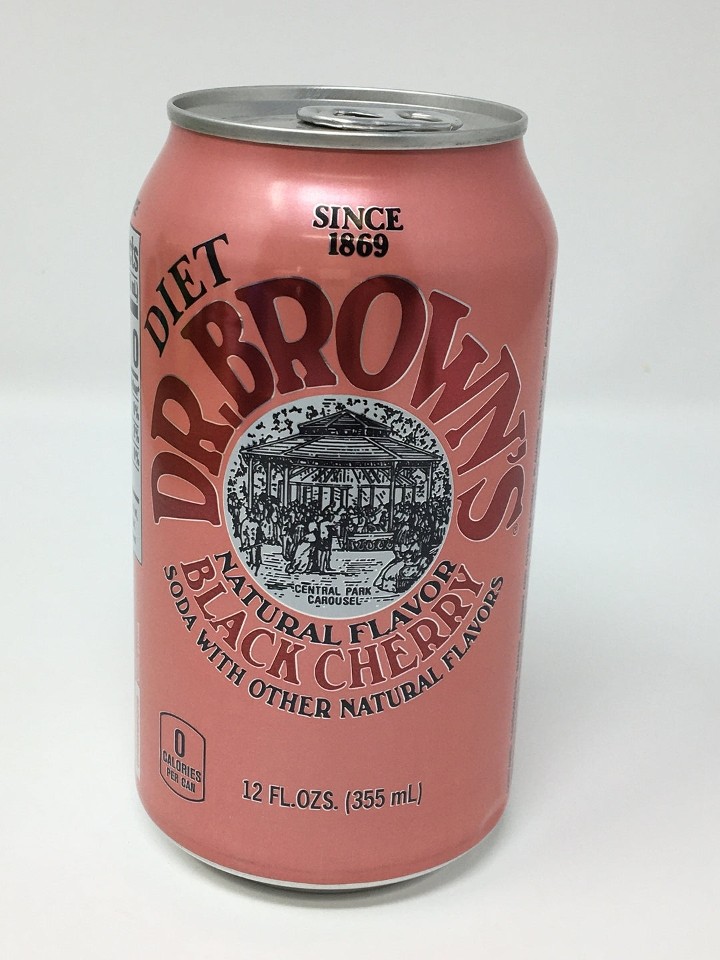 SINCE
1869
DIET
DR. BROWN'S
CENTRAL PARK
CAROUSEL
NATURAL FLAVOR
BLACK CHERRY
SODA WITH OTHER NATURAL FLAVORS
0
CALORIES
PER CAN
12 FL.OZS. (355 mL)